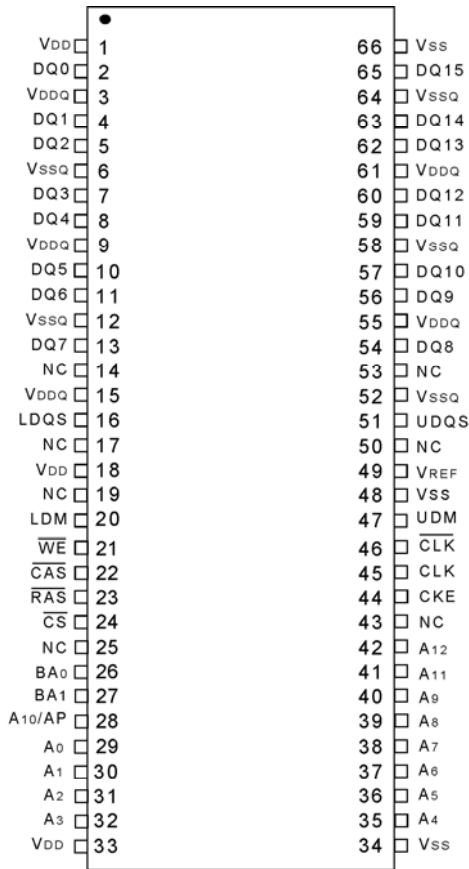 VDD 1 66 VSS
DQ0 2 65 DQ15
VDDQ 3 64 VSSQ
DQ1 4 63 DQ14
DQ2 5 62 DQ13
VSSQ 6 61 VDDQ
DQ3 7 60 DQ12
DQ4 8 59 DQ11
VDDQ 9 58 VSSQ
DQ5 10 57 DQ10
DQ6 11 56 DQ9
VSSQ 12 55 VDDQ
DQ7 13 54 DQ8
NC 14 53 NC
VDDQ 15 52 VSSQ
LDQS 16 51 UDQS
NC 17 50 NC
VDD 18 49 VREF
NC 19 48 VSS
LDM 20 47 UDM
W̅E̅ 21 46 C̅L̅K̅
C̅A̅S̅ 22 45 CLK
R̅A̅S̅ 23 44 CKE
C̅S̅ 24 43 NC
NC 25 42 A12
BA0 26 41 A11
BA1 27 40 A9
A10/AP 28 39 A8
A0 29 38 A7
A1 30 37 A6
A2 31 36 A5
A3 32 35 A4
VDD 33 34 VSS